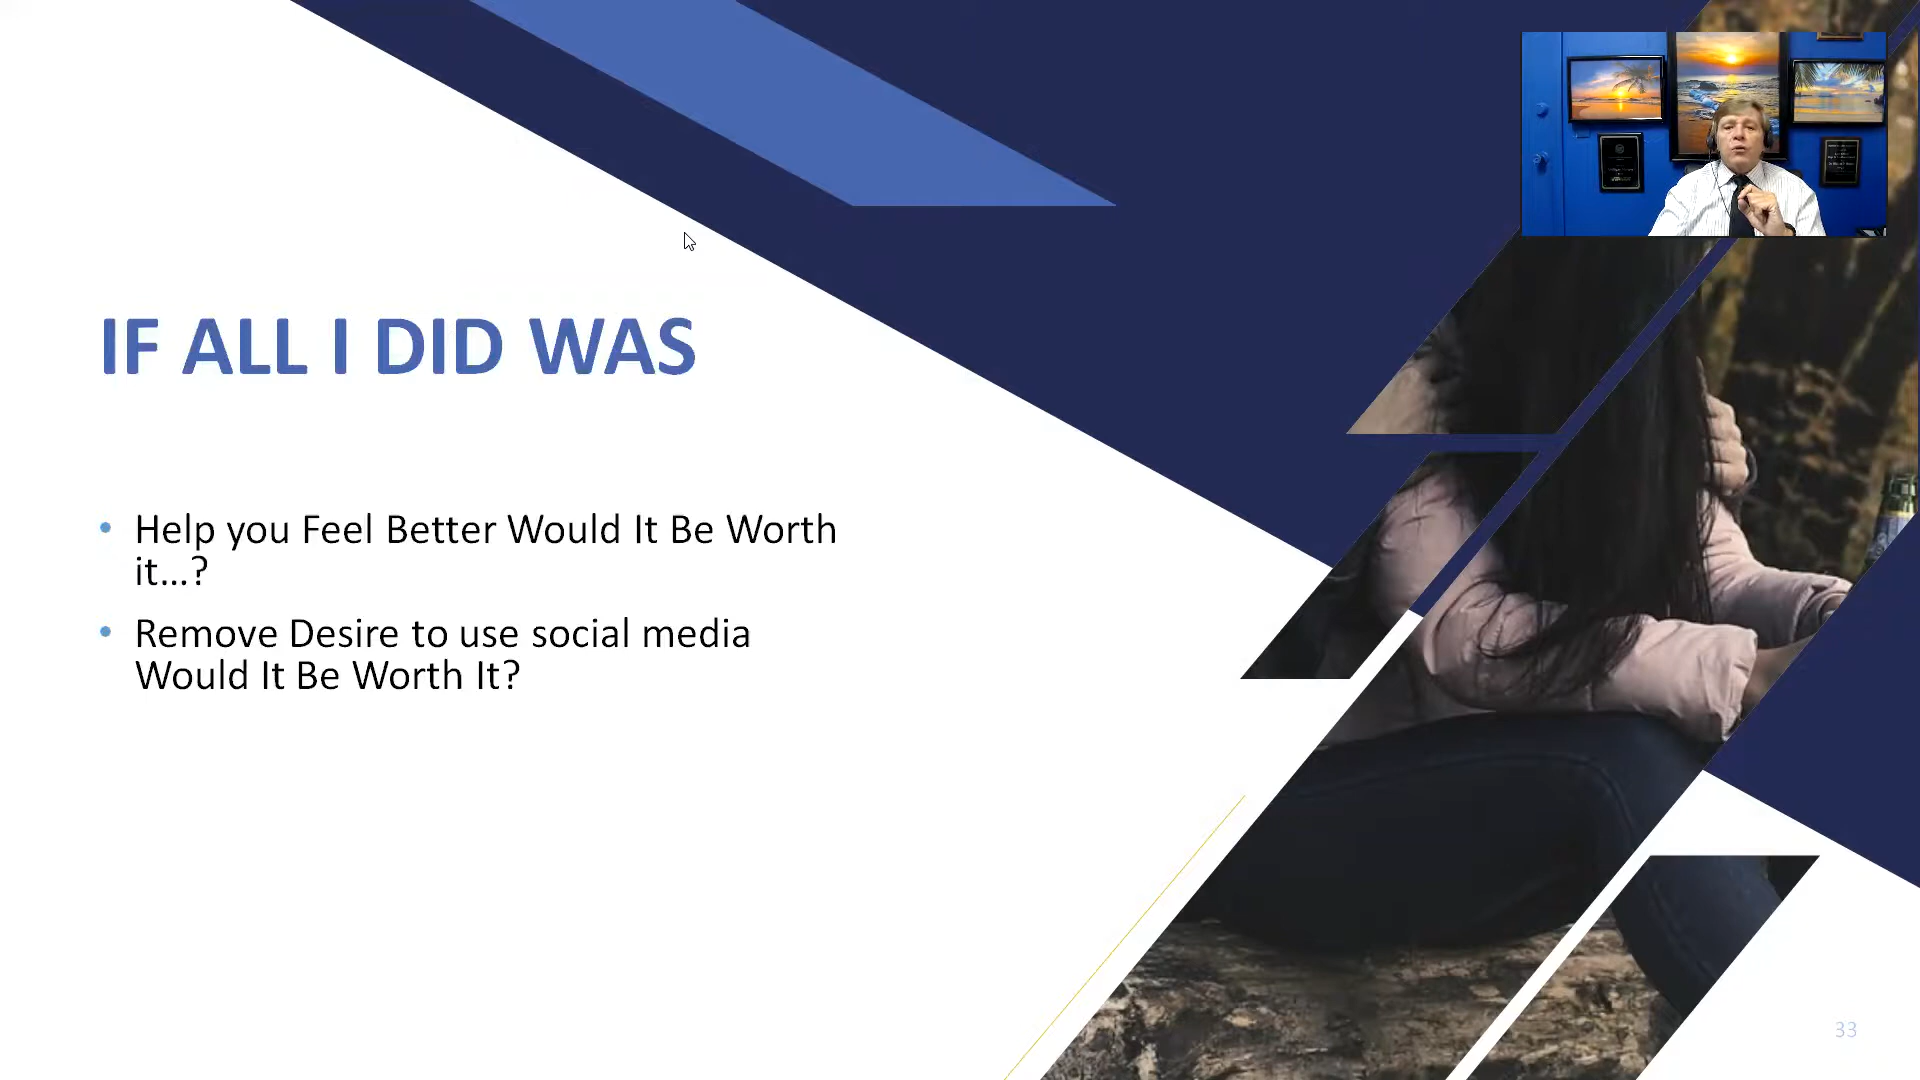 IF ALL I DID WAS
• Help you Feel Better Would It Be Worth
it...?
• Remove Desire to use social media
Would It Be Worth It?
33